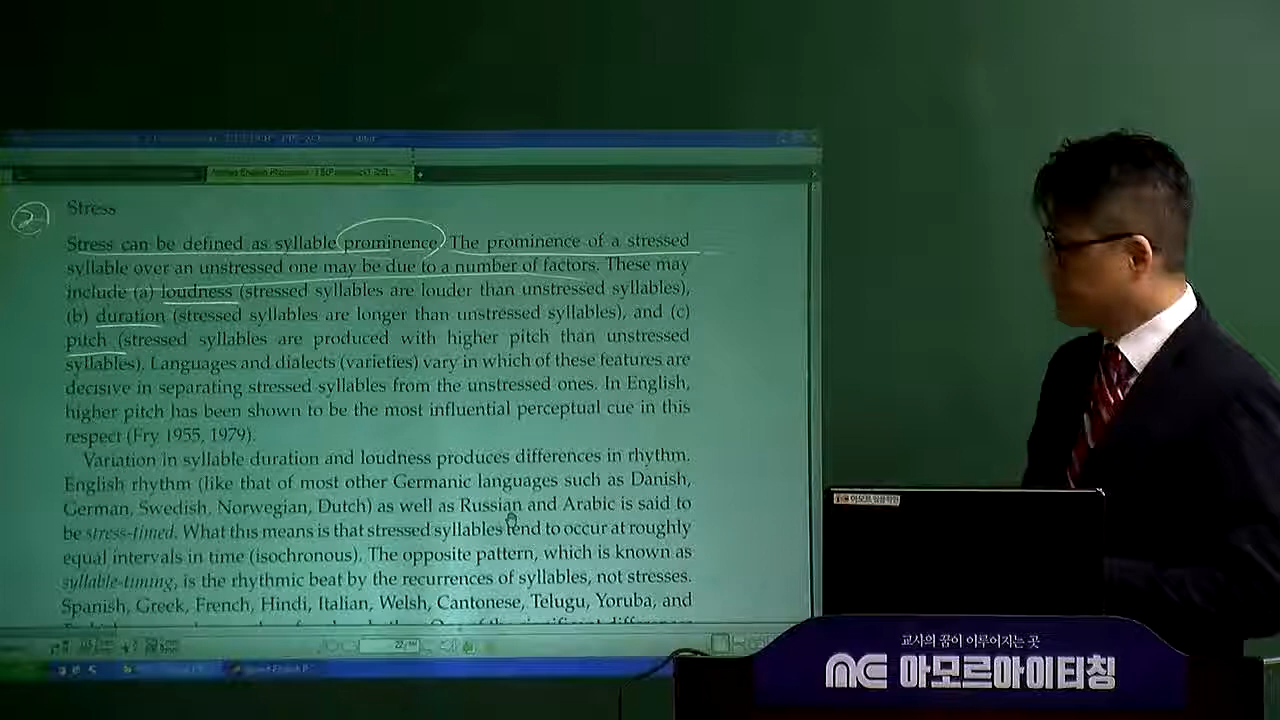 2
Stress
Stress can be defined as syllable prominence. The prominence of a stressed
syllable over an unstressed one may be due to a number of factors. These may
include (a) loudness (stressed syllables are louder than unstressed syllables),
(b) duration (stressed syllables are longer than unstressed syllables), and (c)
pitch (stressed syllables are produced with higher pitch than unstressed
syllables). Languages and dialects (varieties) vary in which of these features are
decisive in separating stressed syllables from the unstressed ones. In English,
higher pitch has been shown to be the most influential perceptual cue in this
respect (Fry 1955, 1979).
Variation in syllable duration and loudness produces differences in rhythm.
English rhythm (like that of most other Germanic languages such as Danish,
German, Swedish, Norwegian, Dutch) as well as Russian and Arabic is said to
be stress-timed. What this means is that stressed syllables tend to occur at roughly
equal intervals in time (isochronous). The opposite pattern, which is known as
syllable-timing, is the rhythmic beat by the recurrences of syllables, not stresses.
Spanish, Greek, French, Hindi, Italian, Welsh, Cantonese, Telugu, Yoruba, and
교사의 꿈이 이루어지는 곳
아모르아이티칭